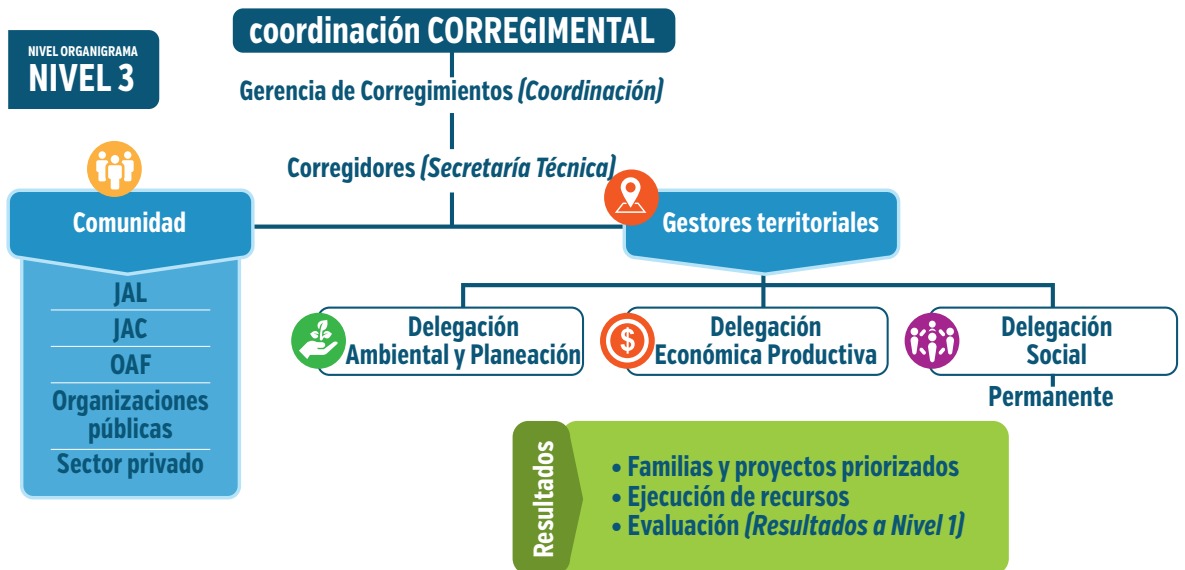 NIVEL ORGANIGRAMA
NIVEL 3
coordinación CORREGIMENTAL
Gerencia de Corregimientos (Coordinación)
Corregidores (Secretaría Técnica)
Comunidad
JAL
JAC
OAF
Organizaciones
públicas
Sector privado
Gestores territoriales
Delegación
Ambiental y Planeación
$
Delegación
Económica Productiva
Delegación
Social
Permanente
Resultados
• Familias y proyectos priorizados
• Ejecución de recursos
• Evaluación (Resultados a Nivel 1)